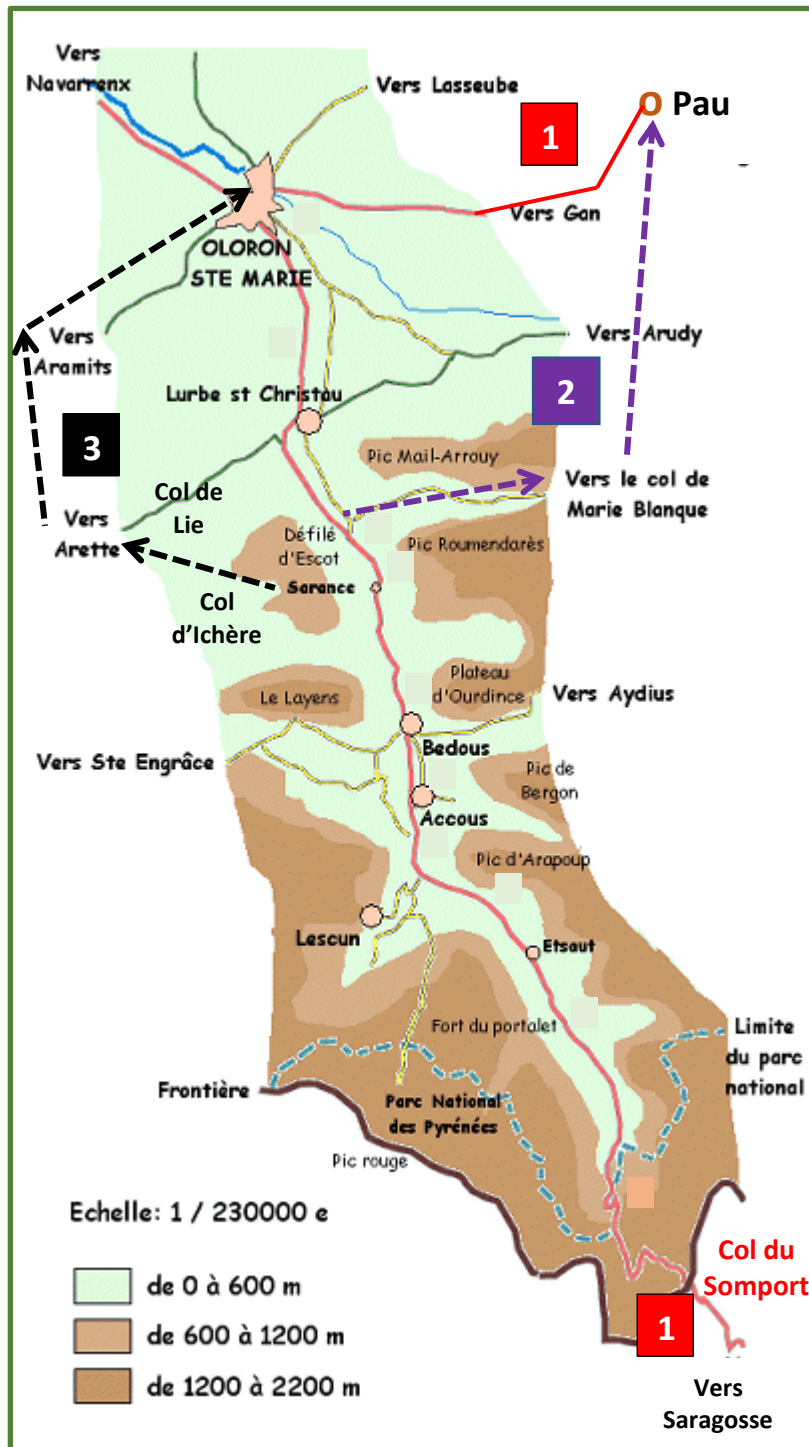 Vers
Navarrenx
Vers Lasseube
O Pau
1
Vers Gan
OLORON
STE MARIE
Vers
Aramits
Vers Arudy
Lurbe st Christau
2
3
Pic Mail-Arrouy
Vers le col de
Marie Blanque
Col de
Lie
Vers
Arette
Défilé
d'Escot
Pic Roumendarès
Sarance
Col
d'Ichère
Le Layens
Plateau
d'Ourdince
Vers Aydius
Bedous
Vers Ste Engrâce
Pic de
Bergon
Accous
Pic d'Arapoup
Lescun
Etsaut
Fort du portalet
Limite
du parc
national
Frontière
Parc National
des Pyrénées
Pic rouge
Echelle: 1 / 230000 e
Col du
Somport
de 0 à 600 m
de 600 à 1200 m
1
de 1200 à 2200 m
Vers
Saragosse